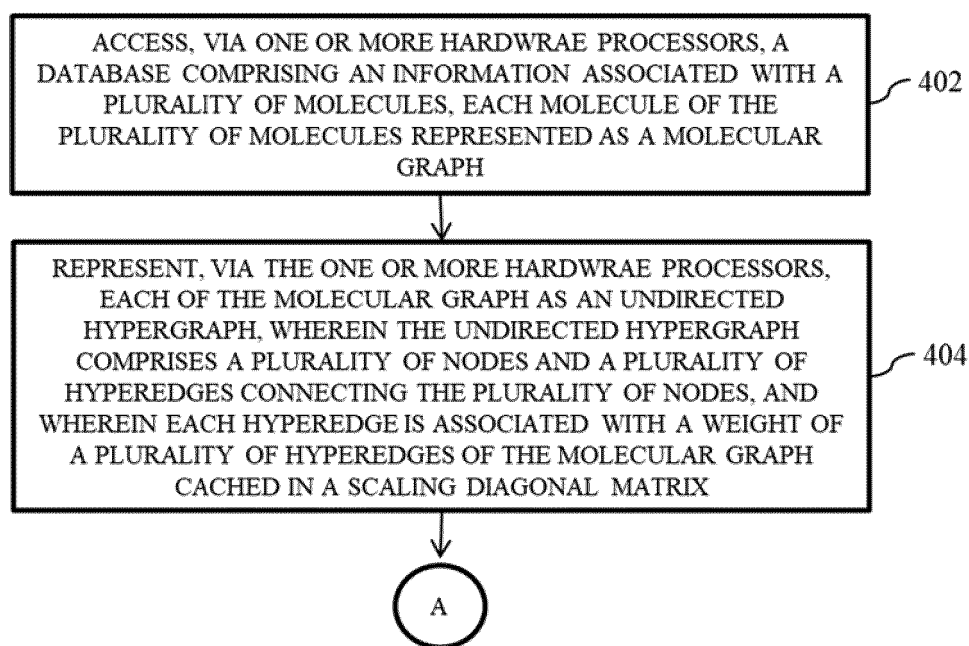 ACCESS, VIA ONE OR MORE HARDWRAE PROCESSORS, A
DATABASE COMPRISING AN INFORMATION ASSOCIATED WITH A
PLURALITY OF MOLECULES, EACH MOLECULE OF THE
PLURALITY OF MOLECULES REPRESENTED AS A MOLECULAR
GRAPH
402
REPRESENT, VIA THE ONE OR MORE HARDWRAE PROCESSORS,
EACH OF THE MOLECULAR GRAPH AS AN UNDIRECTED
HYPERGRAPH, WHEREIN THE UNDIRECTED HYPERGRAPH
COMPRISES A PLURALITY OF NODES AND A PLURALITY OF
HYPEREDGES CONNECTING THE PLURALITY OF NODES, AND
WHEREIN EACH HYPEREDGE IS ASSOCIATED WITH A WEIGHT OF
A PLURALITY OF HYPEREDGES OF THE MOLECULAR GRAPH
CACHED IN A SCALING DIAGONAL MATRIX
404
A